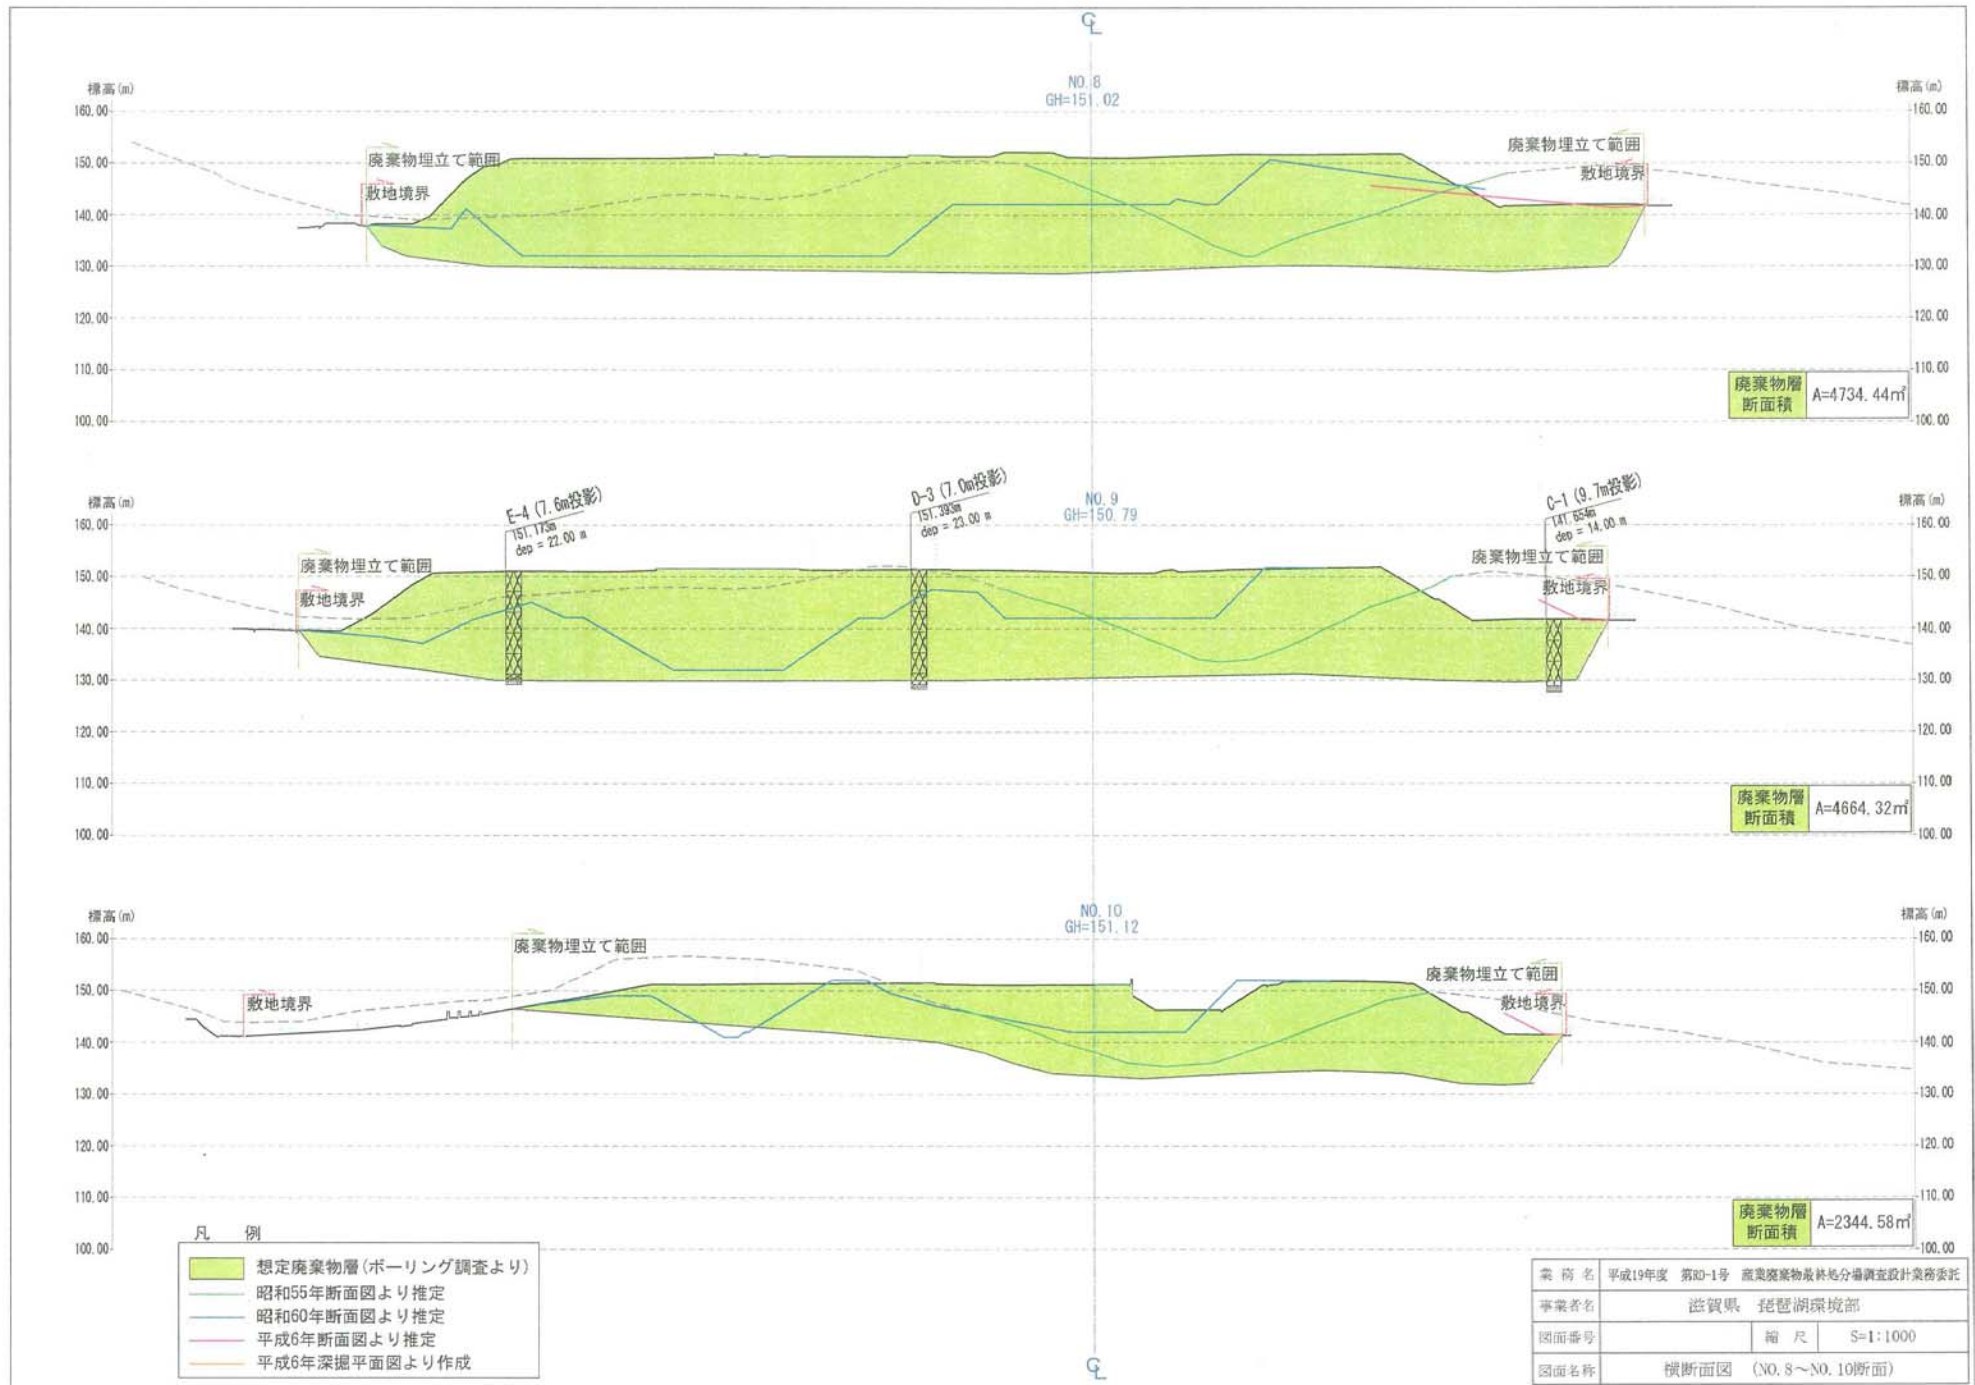 CL
NO.8
GH=151.02
標高(m)
標高(m)
160.00
160.00
廃棄物埋立て範囲
廃棄物埋立て範囲
150.00
150.00
敷地境界
敷地境界
140.00
140.00
130.00
130.00
120.00
120.00
110.00
110.00
廃棄物層
断面積
A=4734.44㎡
100.00
100.00
E-4 (7.6m投影)
151.173m
dep = 22.00 m
D-3 (7.0m投影)
151.393m
dep = 23.00 m
C-1 (9.7m投影)
141.654m
dep = 14.00 m
NO.9
GH=150.79
標高(m)
標高(m)
160.00
160.00
廃棄物埋立て範囲
廃棄物埋立て範囲
150.00
150.00
敷地境界
敷地境界
140.00
140.00
130.00
130.00
120.00
120.00
110.00
110.00
廃棄物層
断面積
A=4664.32㎡
100.00
100.00
NO.10
GH=151.12
標高(m)
標高(m)
160.00
160.00
廃棄物埋立て範囲
廃棄物埋立て範囲
150.00
150.00
敷地境界
敷地境界
140.00
140.00
130.00
130.00
120.00
120.00
110.00
110.00
廃棄物層
断面積
A=2344.58㎡
100.00
100.00
凡 例
想定廃棄物層(ボーリング調査より)
昭和55年断面図より推定
昭和60年断面図より推定
平成6年断面図より推定
平成6年深掘平面図より作成
CL
業務名 平成19年度 第RD-1号 産業廃棄物最終処分場調査設計業務委託
事業者名 滋賀県 琵琶湖環境部
図面番号 縮尺 S=1:1000
図面名称 横断面図 (NO.8～NO.10断面)